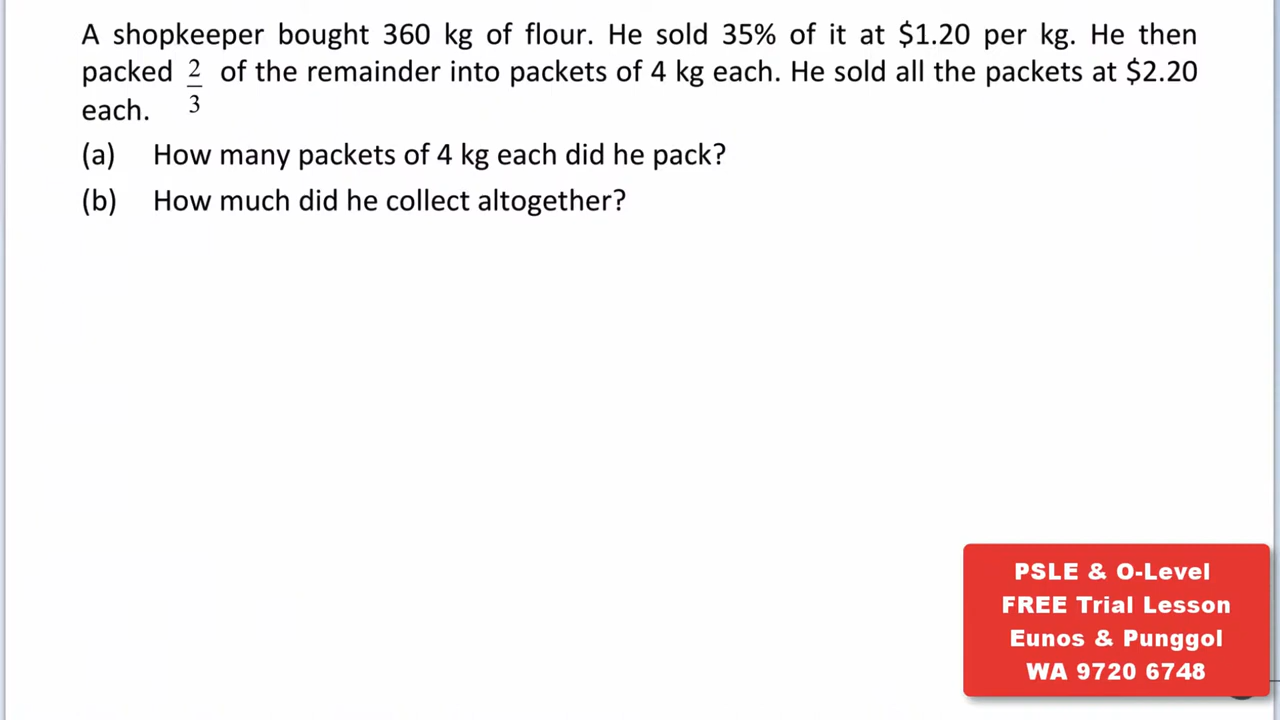 A shopkeeper bought 360 kg of flour. He sold 35% of it at $1.20 per kg. He then
packed 2/3 of the remainder into packets of 4 kg each. He sold all the packets at $2.20
each.
(a) How many packets of 4 kg each did he pack?
(b) How much did he collect altogether?
PSLE & O-Level
FREE Trial Lesson
Eunos & Punggol
WA 9720 6748